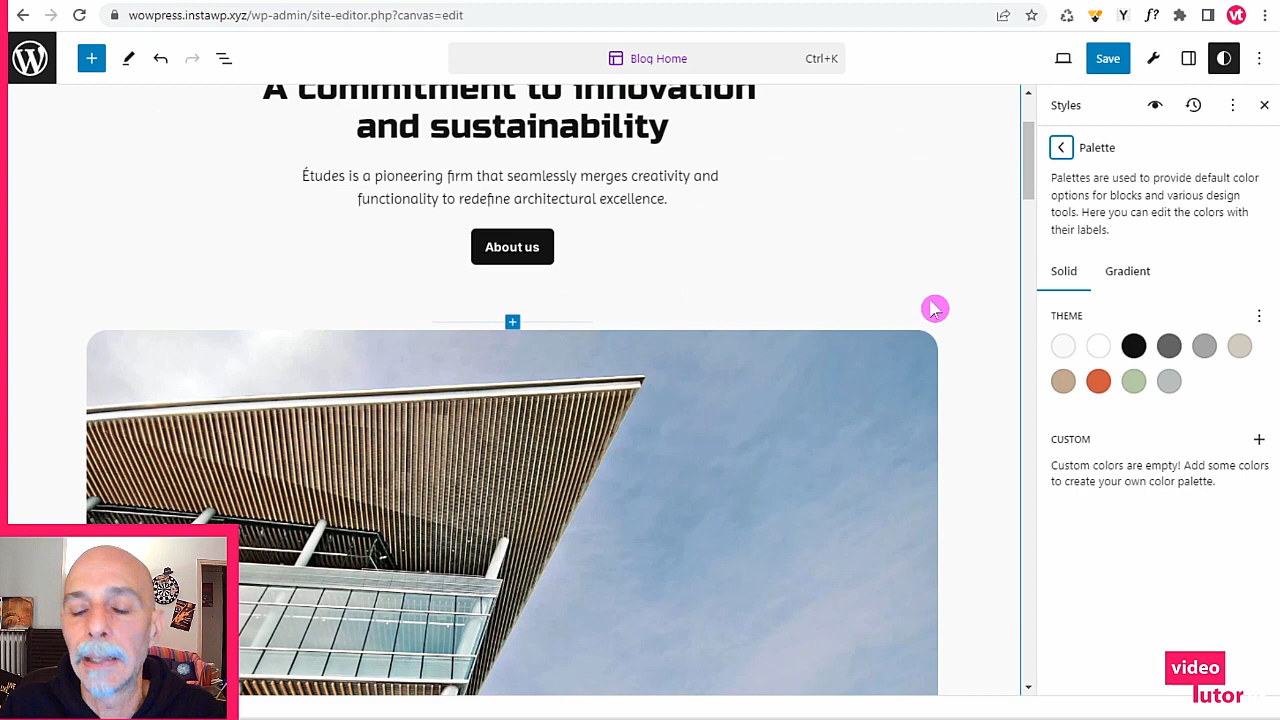 wowpress.instawp.xyz/wp-admin/site-editor.php?canvas=edit
Blog Home
Ctrl+K
Save
A commitment to innovation
and sustainability
Études is a pioneering firm that seamlessly merges creativity and
functionality to redefine architectural excellence.
About us
Styles
Palette
Palettes are used to provide default color
options for blocks and various design
tools. Here you can edit the colors with
their labels.
Solid
Gradient
THEME
CUSTOM
Custom colors are empty! Add some colors
to create your own color palette.
video
Tutor